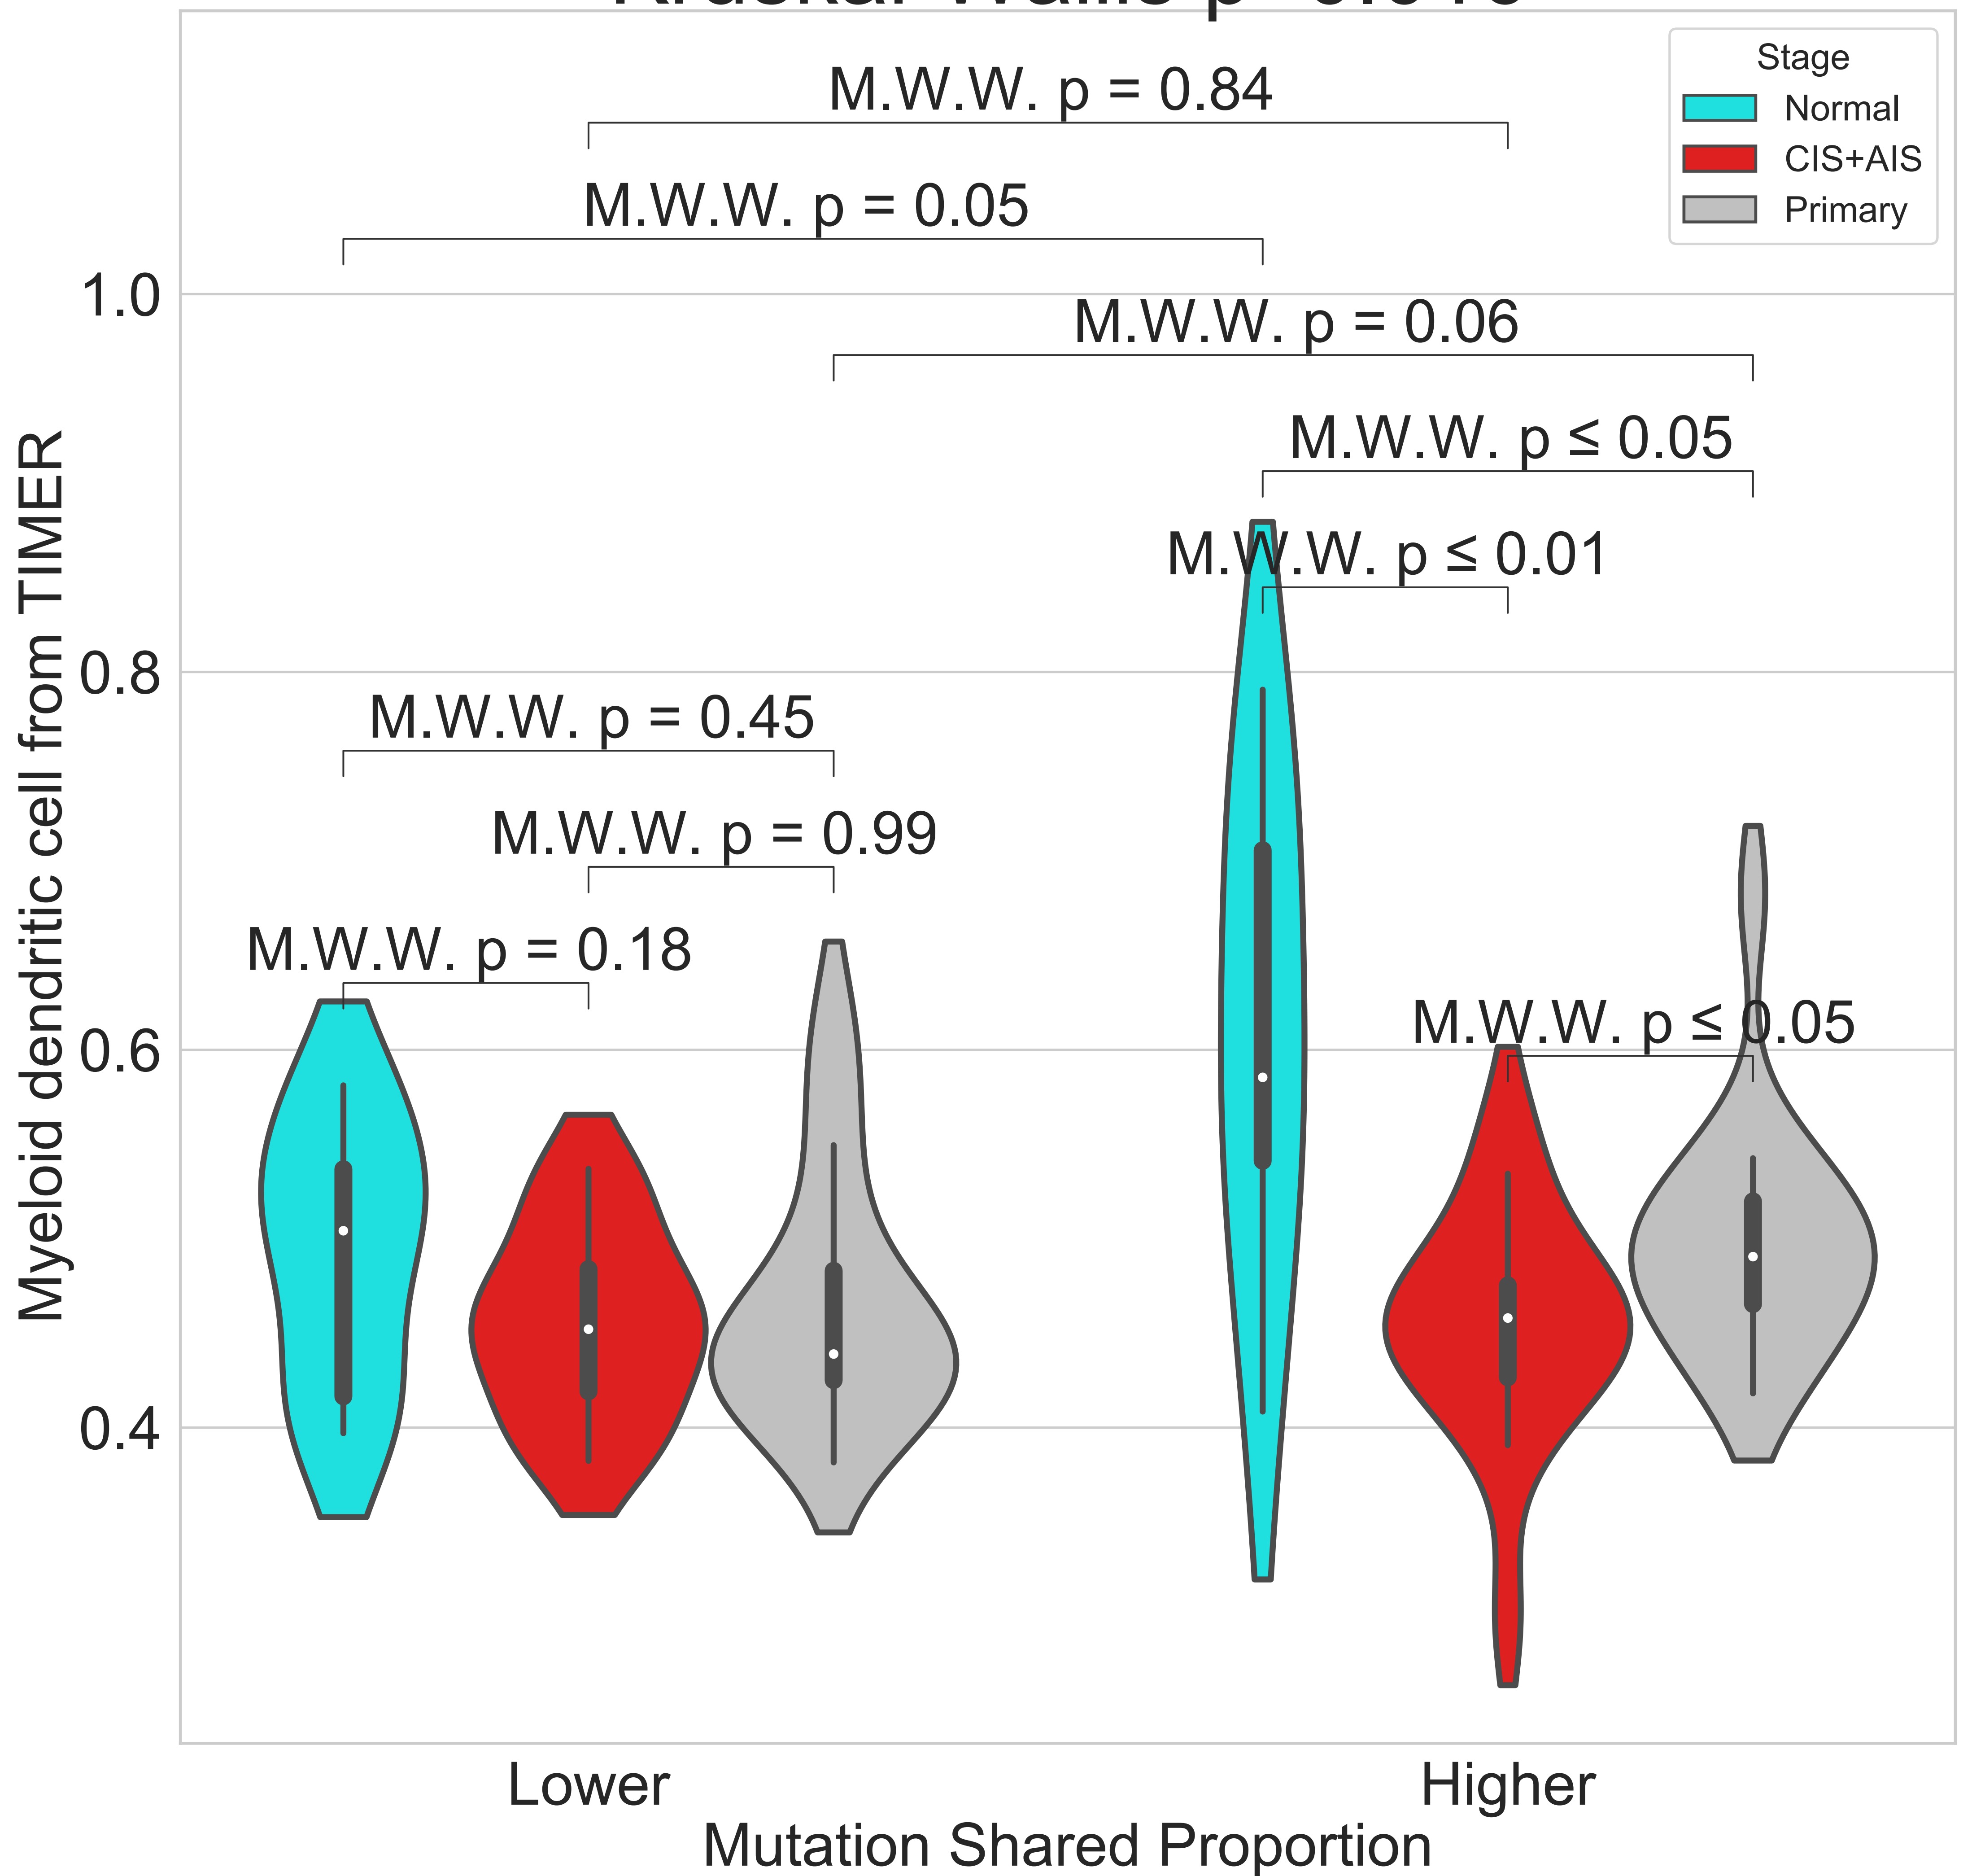 Stage
Normal
CIS+AIS
Primary
M.W.W. p = 0.84
M.W.W. p = 0.05
M.W.W. p = 0.06
M.W.W. p ≤ 0.05
M.W.W. p ≤ 0.01
M.W.W. p = 0.45
M.W.W. p = 0.99
M.W.W. p = 0.18
M.W.W. p ≤ 0.05
1.0
0.8
0.6
0.4
Myeloid dendritic cell from TIMER
Lower
Higher
Mutation Shared Proportion